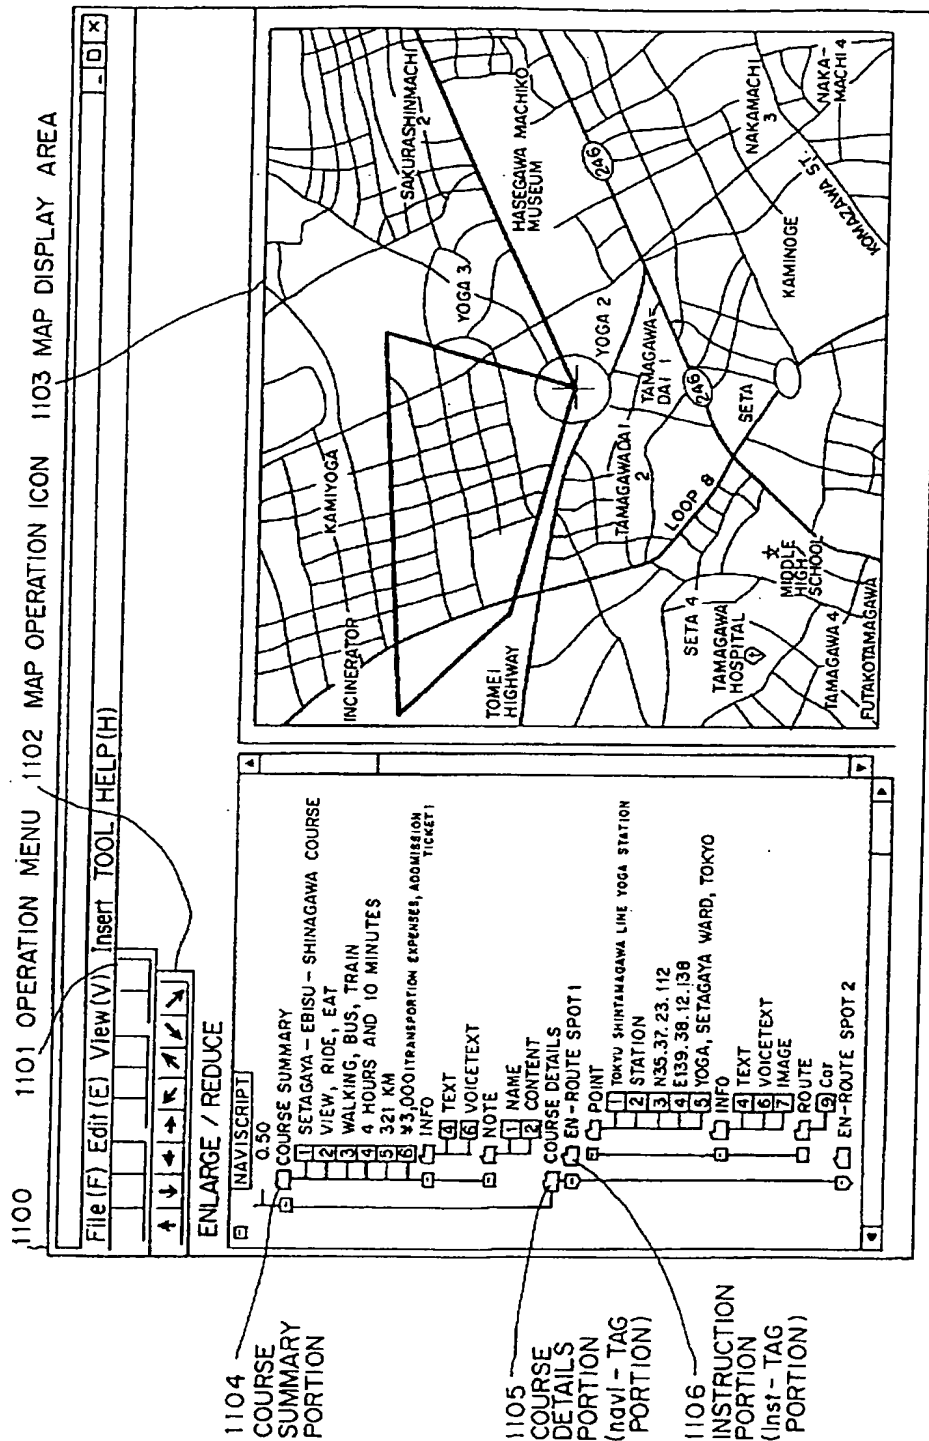 1100
1101 OPERATION MENU
1102 MAP OPERATION ICON
1103 MAP DISPLAY AREA
File(F) Edit(E) View(V) Insert TOOL HELP(H)
ENLARGE / REDUCE
NAVISCRIPT
0.50
COURSE SUMMARY
1 SETAGAYA-EBISU-SHINAGAWA COURSE
2 VIEW, RIDE, EAT
3 WALKING, BUS, TRAIN
4 4 HOURS AND 10 MINUTES
5 321 KM
6 ¥3,000(TRANSPORTION EXPENSES, ADOMISSION TICKET)
INFO
4 TEXT
6 VOICETEXT
NOTE
1 NAME
2 CONTENT
COURSE DETAILS
EN-ROUTE SPOT 1
POINT
1 TOKYU SHINTAMAGAWA LINE YOGA STATION
2 STATION
3 N35.37.23.112
4 E139.38.12.138
5 YOGA, SETAGAYA WARD, TOKYO
INFO
4 TEXT
6 VOICETEXT
7 IMAGE
ROUTE
9 Cor
EN-ROUTE SPOT 2
1104
COURSE
SUMMARY
PORTION
1105
COURSE
DETAILS
PORTION
(navi-TAG
PORTION)
1106
INSTRUCTION
PORTION
(Inst-TAG
PORTION)
INCINERATOR
KAMIYOGA
YOGA 3
SAKURASHINMACHI
2
HASEGAWA MACHIKO
MUSEUM
TOMEI
HIGHWAY
TAMAGAWADAI
2
YOGA 2
TAMAGAWA-
DAI 1
246
246
LOOP 8
SETA
SETA 4
TAMAGAWA
HOSPITAL
MIDDLE
HIGH
SCHOOL
TAMAGAWA 4
FUTAKOTAMAGAWA
KAMINOGE
NAKAMACHI
3
NAKA-
MACHI 4
KOMAZAWA ST.